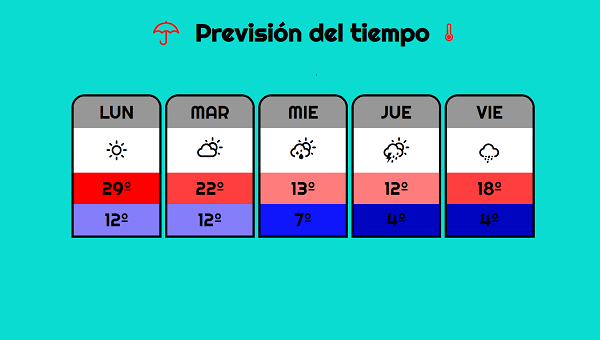 Previsión del tiempo
LUN MAR MIE JUE VIE
29º 22º 13º 12º 18º
12º 12º 7º 4º 4º